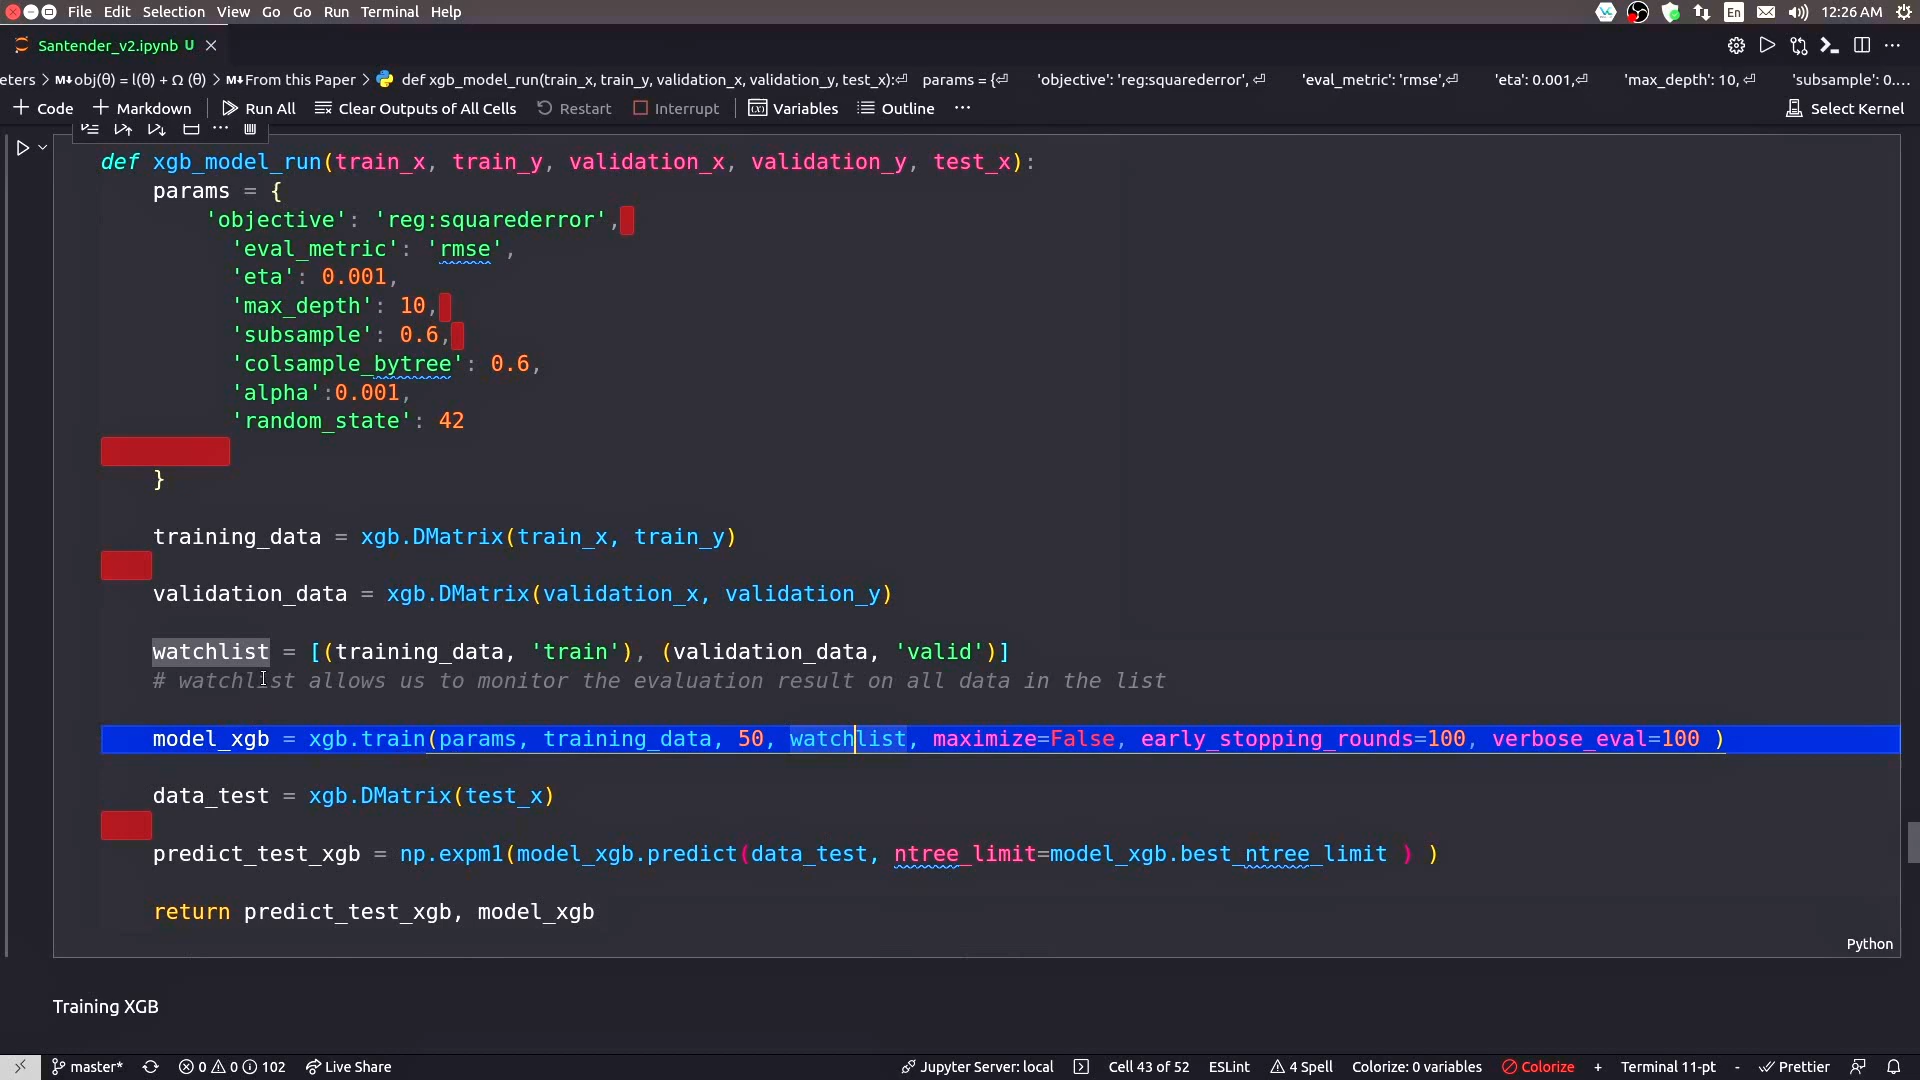 File Edit Selection View Go Go Run Terminal Help
En 12:26 AM
Santender_v2.ipynb U
eters > M↓obj(θ) = l(θ) + Ω (θ) > M↓From this Paper > def xgb_model_run(train_x, train_y, validation_x, validation_y, test_x):⏎ params = {⏎ 'objective': 'reg:squarederror', ⏎ 'eval_metric': 'rmse',⏎ 'eta': 0.001,⏎ 'max_depth': 10, ⏎ 'subsample': 0....
+ Code + Markdown Run All Clear Outputs of All Cells Restart Interrupt Variables Outline ··· Select Kernel
def xgb_model_run(train_x, train_y, validation_x, validation_y, test_x):
params = {
'objective': 'reg:squarederror',
'eval_metric': 'rmse',
'eta': 0.001,
'max_depth': 10,
'subsample': 0.6,
'colsample_bytree': 0.6,
'alpha':0.001,
'random_state': 42
}
training_data = xgb.DMatrix(train_x, train_y)
validation_data = xgb.DMatrix(validation_x, validation_y)
watchlist = [(training_data, 'train'), (validation_data, 'valid')]
# watchlist allows us to monitor the evaluation result on all data in the list
model_xgb = xgb.train(params, training_data, 50, watchlist, maximize=False, early_stopping_rounds=100, verbose_eval=100 )
data_test = xgb.DMatrix(test_x)
predict_test_xgb = np.expm1(model_xgb.predict(data_test, ntree_limit=model_xgb.best_ntree_limit ) )
return predict_test_xgb, model_xgb
Python
Training XGB
master* 0 0 102 Live Share Jupyter Server: local Cell 43 of 52 ESLint 4 Spell Colorize: 0 variables Colorize + Terminal 11-pt - Prettier